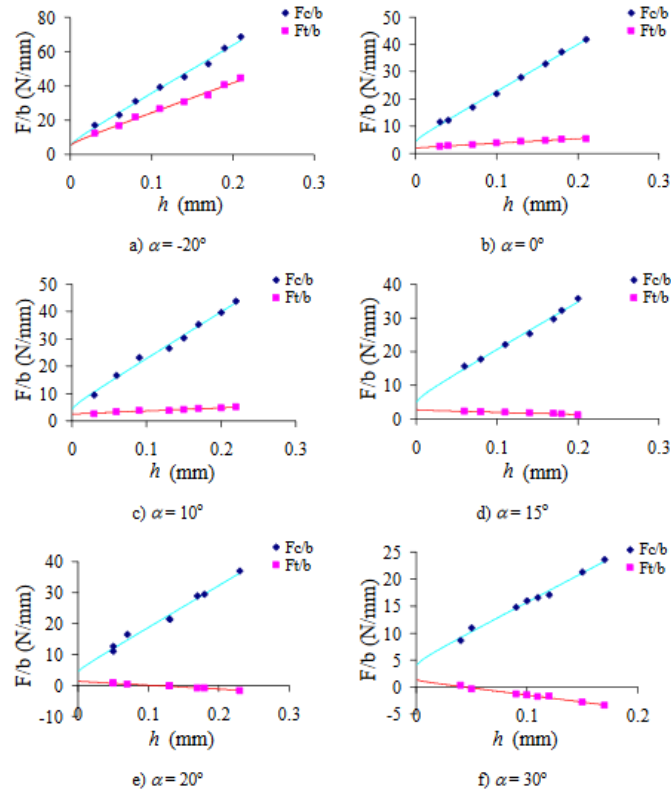 Fc/b
Ft/b
F/b (N/mm)
80
60
40
20
0
0 0.1 0.2 0.3
h (mm)
a) α = -20°
Fc/b
Ft/b
F/b (N/mm)
50
40
30
20
10
0
0 0.1 0.2 0.3
h (mm)
b) α = 0°
Fc/b
Ft/b
F/b (N/mm)
50
40
30
20
10
0
0 0.1 0.2 0.3
h (mm)
c) α = 10°
Fc/b
Ft/b
F/b (N/mm)
40
30
20
10
0
0 0.1 0.2 0.3
h (mm)
d) α = 15°
Fc/b
Ft/b
F/b (N/mm)
40
30
20
10
0
-10
0 0.1 0.2 0.3
h (mm)
e) α = 20°
Fc/b
Ft/b
F/b (N/mm)
25
20
15
10
5
0
-5
0 0.1 0.2
h (mm)
f) α = 30°